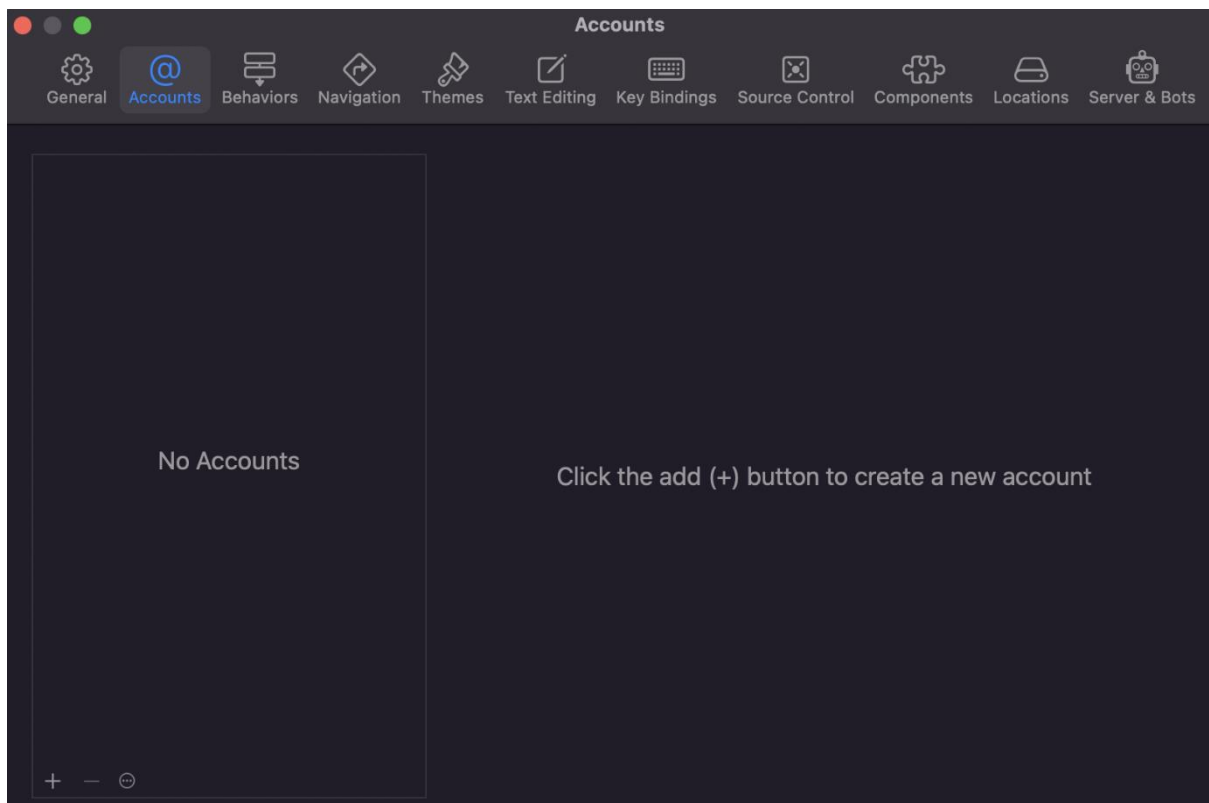 Accounts
General Accounts Behaviors Navigation Themes Text Editing Key Bindings Source Control Components Locations Server & Bots
No Accounts
Click the add (+) button to create a new account